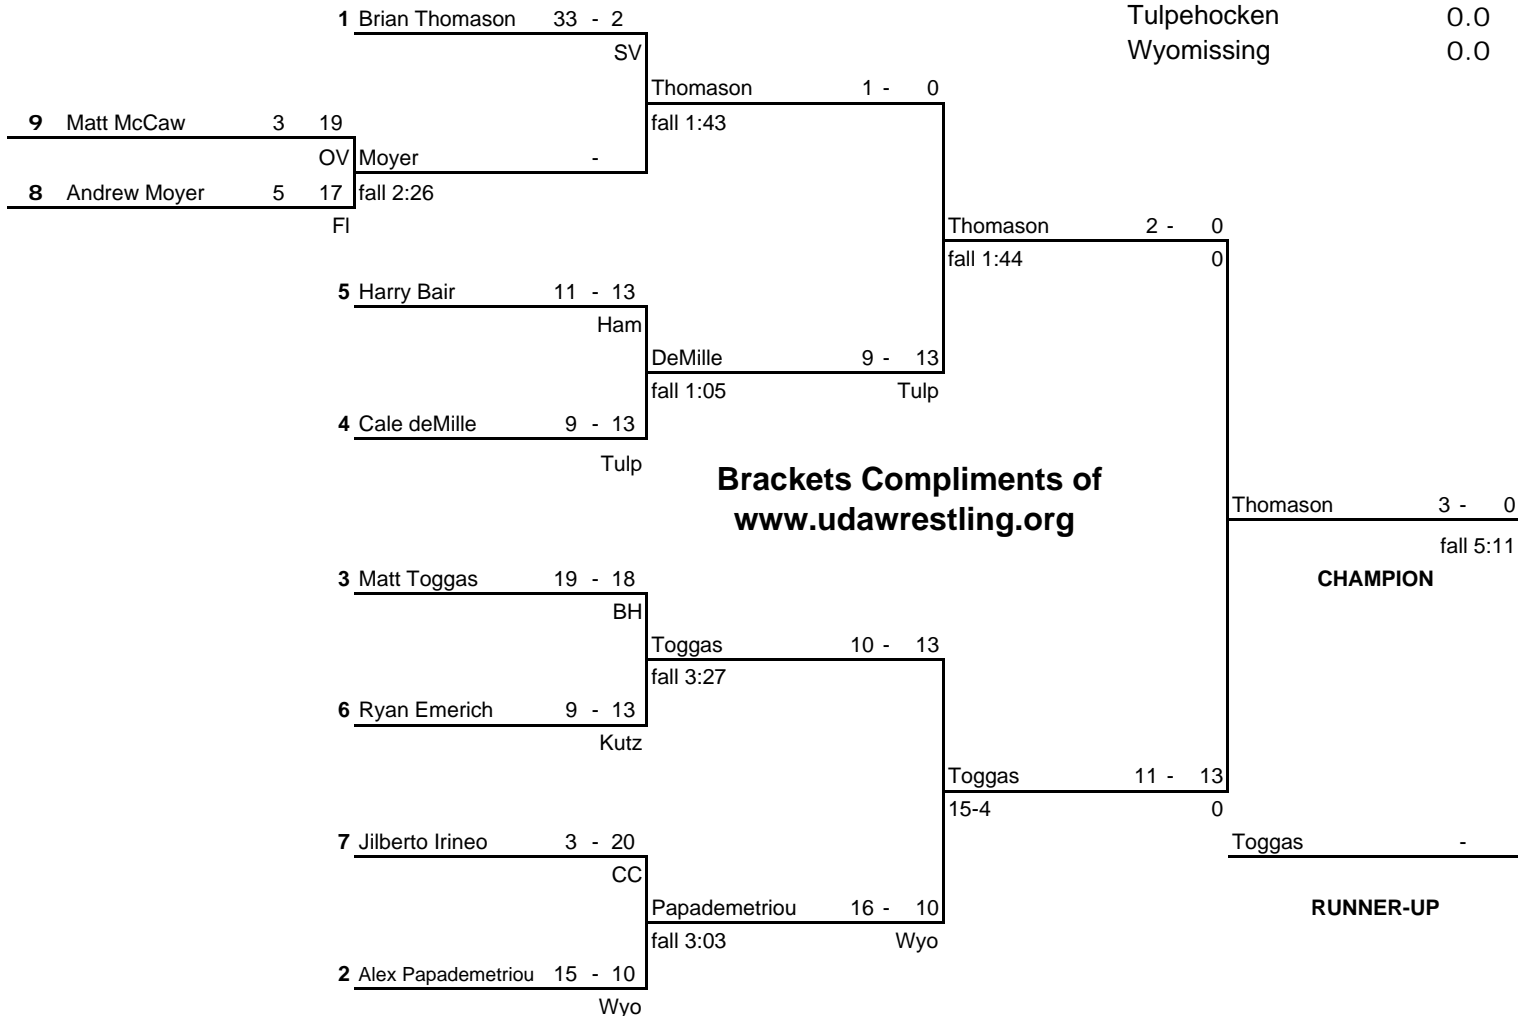 1 Brian Thomason 33 - 2
Tulpehocken 0.0
SV
Wyomissing 0.0
Thomason 1 - 0
9 Matt McCaw 3 19
fall 1:43
OV Moyer -
8 Andrew Moyer 5 17 fall 2:26
Fl
Thomason 2 - 0
fall 1:44 0
5 Harry Bair 11 - 13
Ham
DeMille 9 - 13
fall 1:05 Tulp
4 Cale deMille 9 - 13
Tulp
Brackets Compliments of
www.udawrestling.org
Thomason 3 - 0
fall 5:11
CHAMPION
3 Matt Toggas 19 - 18
BH
Toggas 10 - 13
fall 3:27
6 Ryan Emerich 9 - 13
Kutz
Toggas 11 - 13
15-4 0
7 Jilberto Irineo 3 - 20
Toggas -
CC
Papademetriou 16 - 10
RUNNER-UP
fall 3:03 Wyo
2 Alex Papademetriou 15 - 10
Wyo